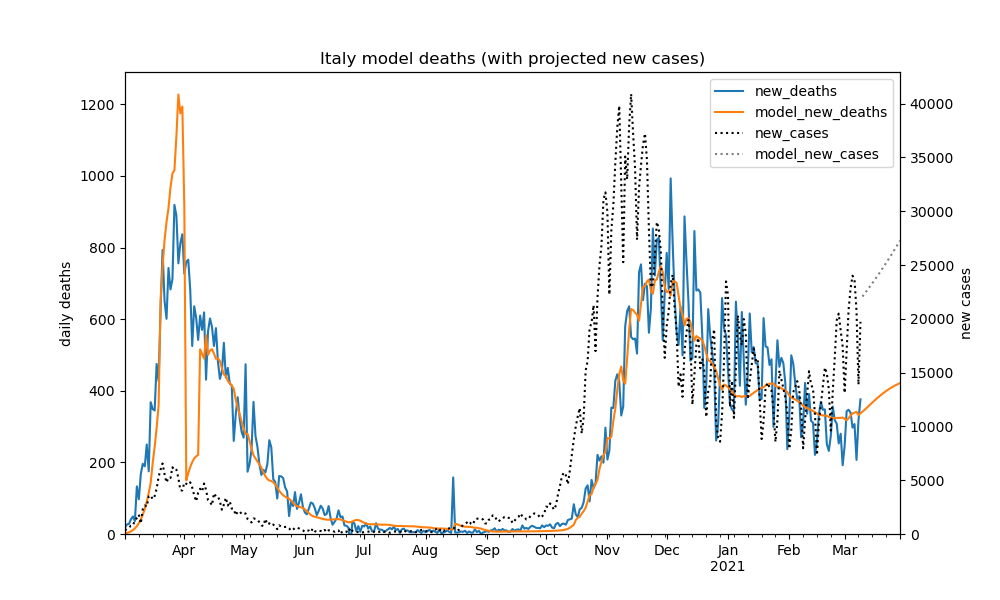 Italy model deaths (with projected new cases)
new_deaths
model_new_deaths
new_cases
model_new_cases
daily deaths
new cases
1200
1000
800
600
400
200
0
40000
35000
30000
25000
20000
15000
10000
5000
0
Apr May Jun Jul Aug Sep Oct Nov Dec Jan Feb Mar
2021